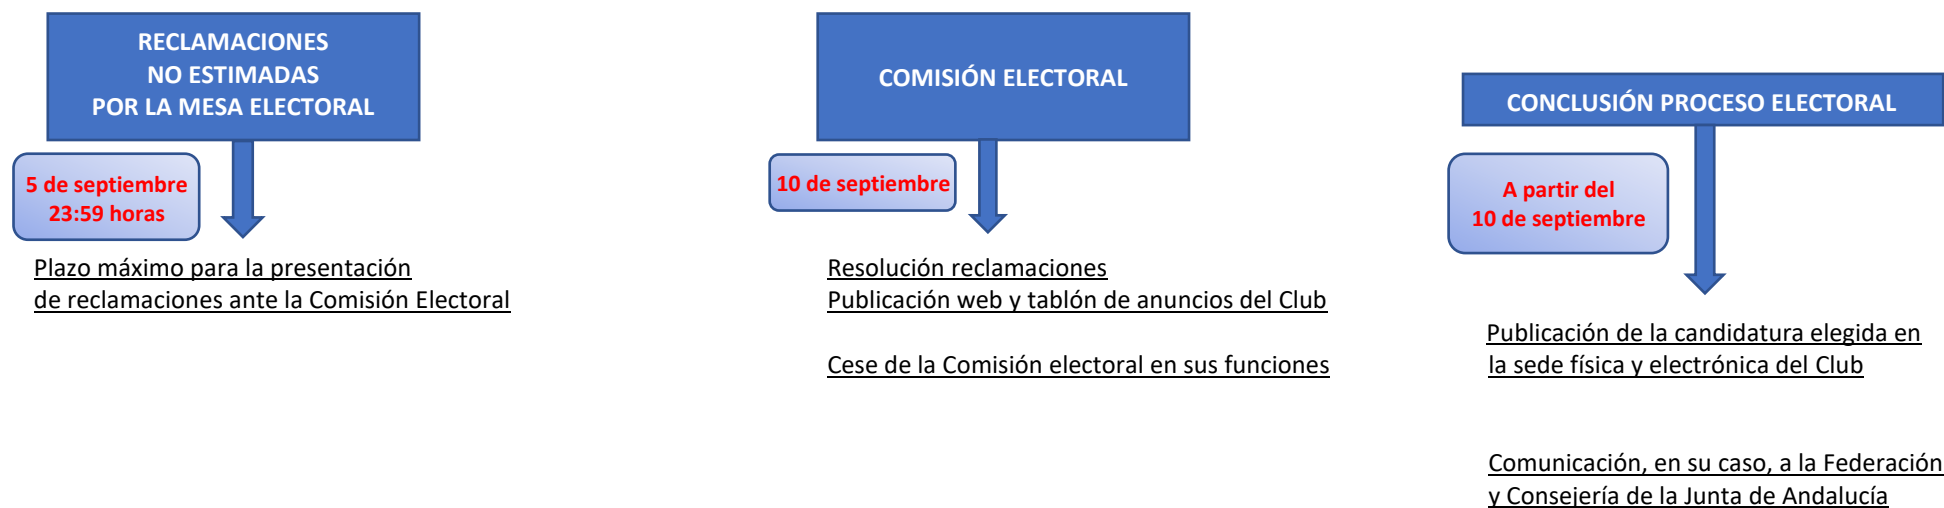 RECLAMACIONES
NO ESTIMADAS
POR LA MESA ELECTORAL
5 de septiembre
23:59 horas
Plazo máximo para la presentación
de reclamaciones ante la Comisión Electoral
COMISIÓN ELECTORAL
10 de septiembre
Resolución reclamaciones
Publicación web y tablón de anuncios del Club
Cese de la Comisión electoral en sus funciones
CONCLUSIÓN PROCESO ELECTORAL
A partir del
10 de septiembre
Publicación de la candidatura elegida en
la sede física y electrónica del Club
Comunicación, en su caso, a la Federación
y Consejería de la Junta de Andalucía